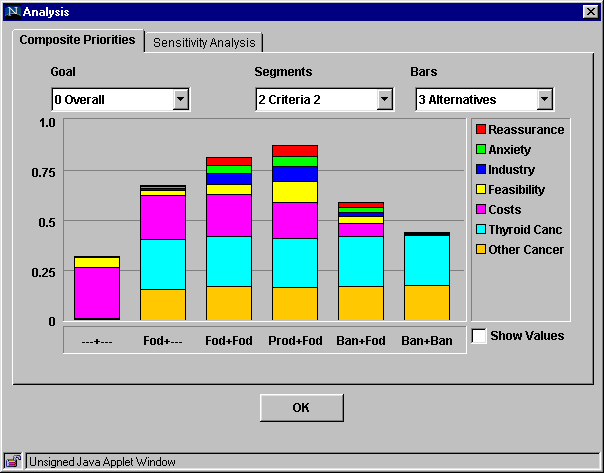 Analysis
Composite Priorities
Sensitivity Analysis
Goal
Segments
Bars
0 Overall
2 Criteria 2
3 Alternatives
1.0
0.75
0.5
0.25
0
Reassurance
Anxiety
Industry
Feasibility
Costs
Thyroid Canc
Other Cancer
---+---
Fod+---
Fod+Fod
Prod+Fod
Ban+Fod
Ban+Ban
Show Values
OK
Unsigned Java Applet Window